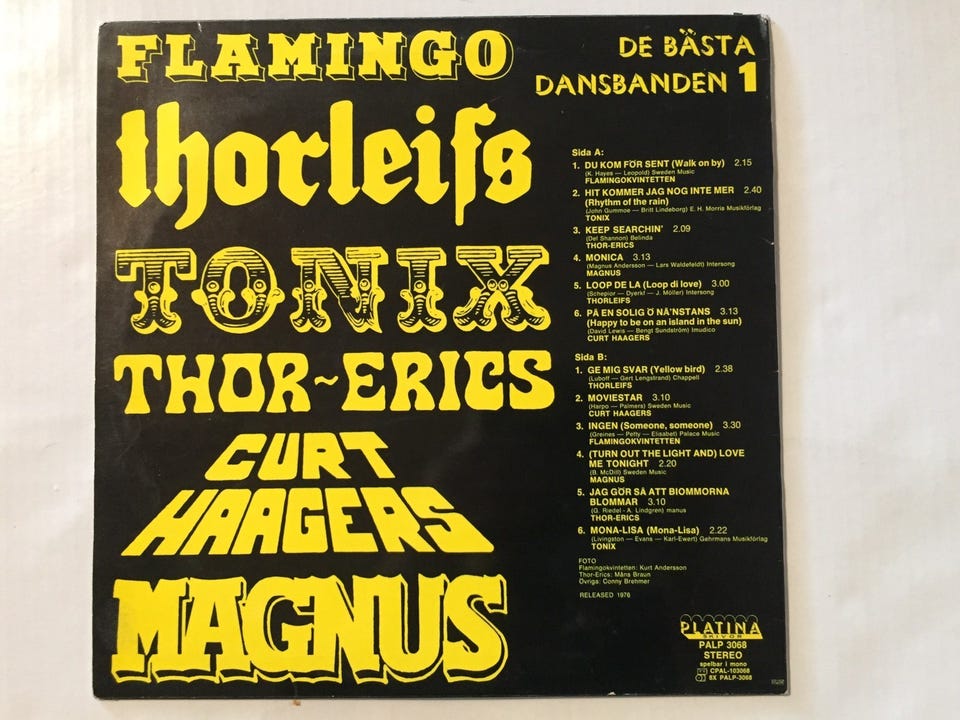 FLAMINGO
thorleifs
TONIX
THOR~ERICS
CURT
HAAGERS
MAGNUS
DE BÄSTA
DANSBANDEN 1
Sida A:
1. DU KOM FÖR SENT (Walk on by) 2.15
(K. Hayes — Leopold) Sweden Music
FLAMINGOKVINTETTEN
2. HIT KOMMER JAG NOG INTE MER 2.40
(Rhythm of the rain)
(John Gummoe — Britt Lindeborg) E. H. Morris Musikförlag
TONIX
3. KEEP SEARCHIN' 2.09
(Del Shannon) Belinda
THOR-ERICS
4. MONICA 3.13
(Magnus Andersson — Lars Waldefeldt) Intersong
MAGNUS
5. LOOP DE LA (Loop di love) 3.00
(Schepior — Dyerkf — J. Möller) Intersong
THORLEIFS
6. PÅ EN SOLIG Ö NÅ'NSTANS 3.13
(Happy to be on an island in the sun)
(David Lewis — Bengt Sundström) Imudico
CURT HAAGERS
Sida B:
1. GE MIG SVAR (Yellow bird) 2.38
(Luboff — Gert Lengstrand) Chappell
THORLEIFS
2. MOVIESTAR 3.10
(Harpo — Palmers) Sweden Music
CURT HAAGERS
3. INGEN (Someone, someone) 3.30
(Greines — Petty — Elisabet) Palace Music
FLAMINGOKVINTETTEN
4. (TURN OUT THE LIGHT AND) LOVE
ME TONIGHT 2.20
(B. McDill) Sweden Music
MAGNUS
5. JAG GÖR SÅ ATT BIOMMORNA
BLOMMAR 3.10
(G. Riedel - A. Lindgren) manus
THOR-ERICS
6. MONA-LISA (Mona-Lisa) 2.22
(Livingston — Evans — Karl-Ewert) Gehrmans Musikförlag
TONIX
FOTO
Flamingokvintetten: Kurt Andersson
Thor-Erics: Måns Braun
Övriga: Conny Brehmer
RELEASED 1976
PLATINA
SKIVOR
PALP 3068
STEREO
spelbar i mono
CPAL-103068
8X PALP-3068